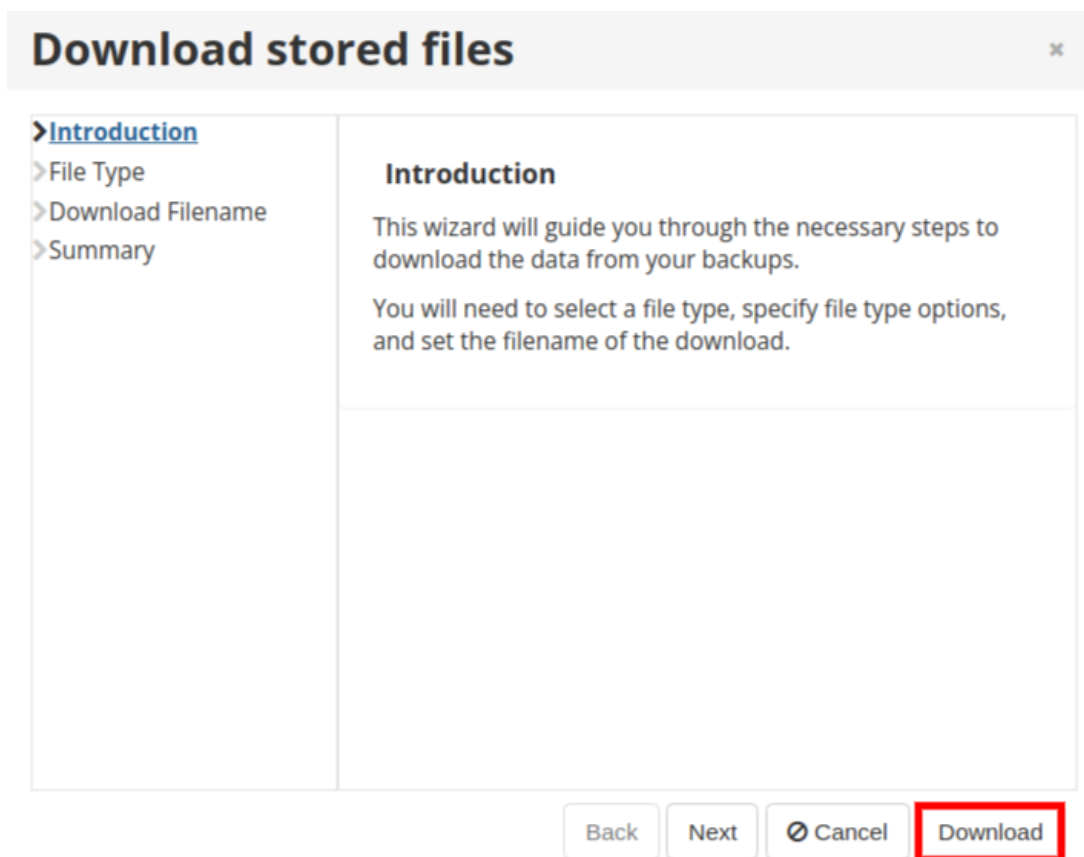 Download stored files
Introduction
File Type
Download Filename
Summary
Introduction
This wizard will guide you through the necessary steps to
download the data from your backups.
You will need to select a file type, specify file type options,
and set the filename of the download.
Back
Next
Cancel
Download